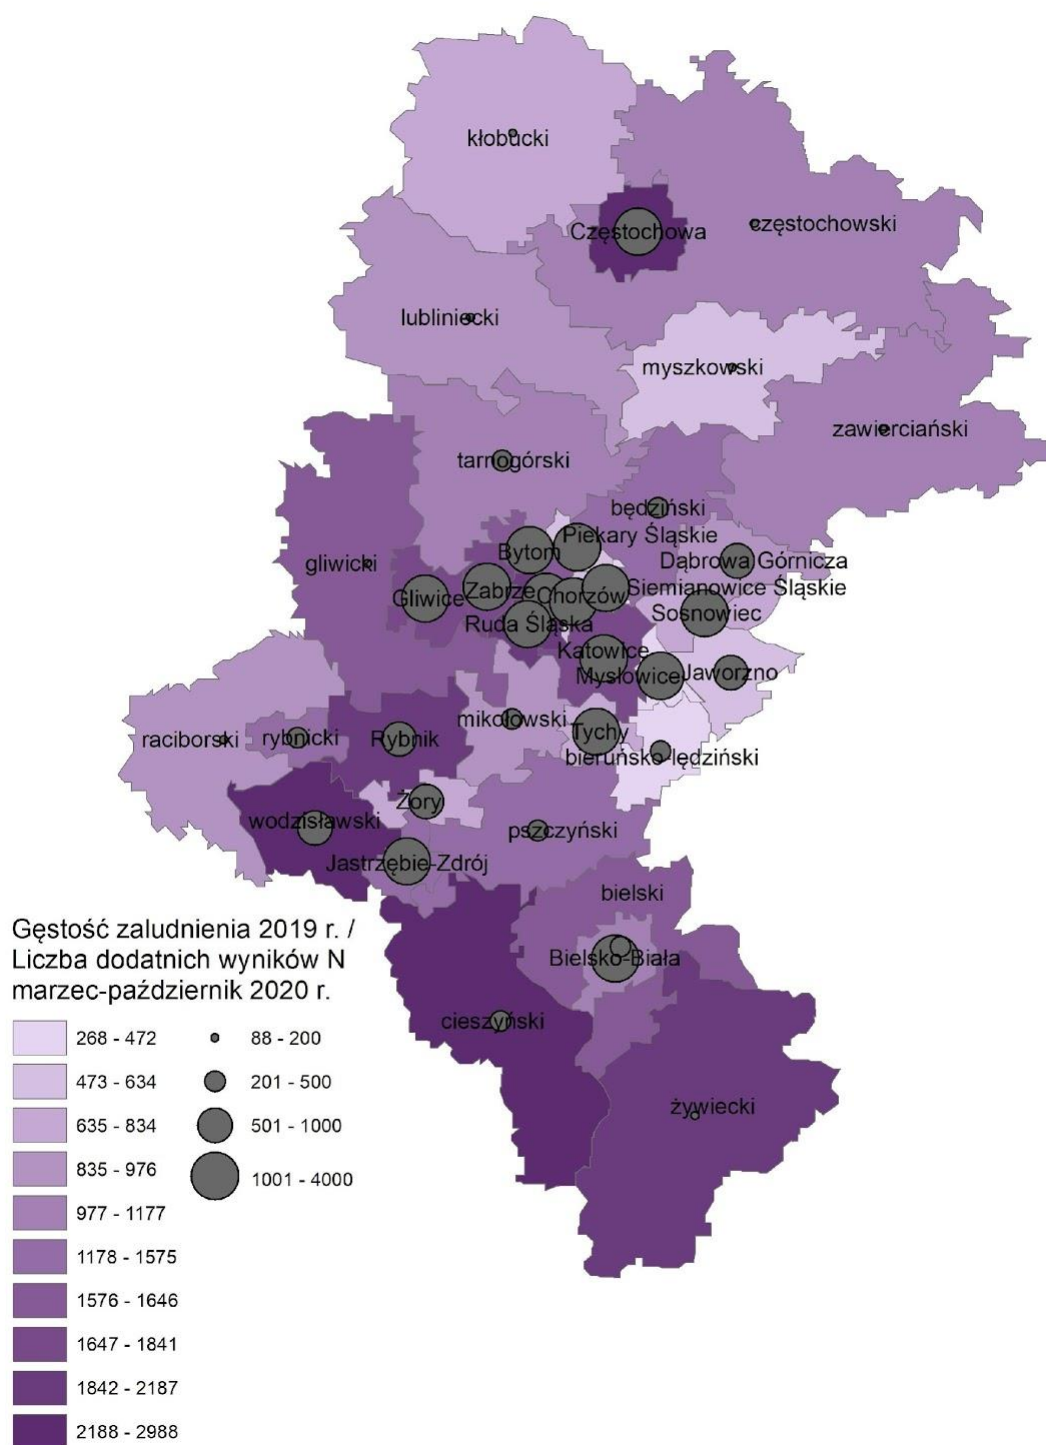 kłobucki
Częstochowa
częstochowski
lubliniecki
myszkowski
zawierciański
tarnogórski
będziński
Piekary Śląskie
Bytom
gliwicki
Dąbrowa Górnicza
Siemianowice Śląskie
Zabrze
Chorzów
Gliwice
Sosnowiec
Ruda Śląska
Katowice
Mysłowice
Jaworzno
mikołowski
raciborski
rybnicki
Rybnik
Tychy
bieruńsko-lędziński
Żory
wodzisławski
pszczyński
Jastrzębie-Zdrój
bielski
Bielsko-Biała
cieszyński
żywiecki
Gęstość zaludnienia 2019 r. /
Liczba dodatnich wyników N
marzec-październik 2020 r.
268 - 472
473 - 634
635 - 834
835 - 976
977 - 1177
1178 - 1575
1576 - 1646
1647 - 1841
1842 - 2187
2188 - 2988
88 - 200
201 - 500
501 - 1000
1001 - 4000